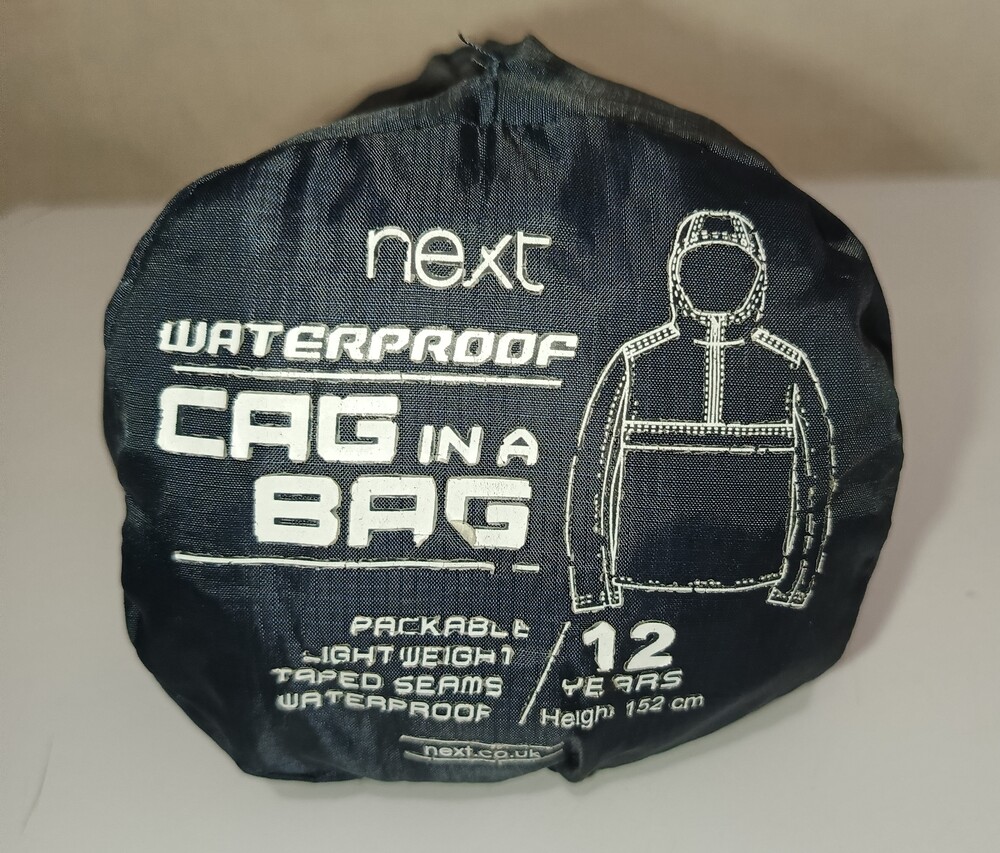 next
WATERPROOF
CAG IN A
BAG
PACKABLE
LIGHTWEIGHT
TAPED SEAMS
WATERPROOF
12
YEARS
Height 152 cm
next.co.uk